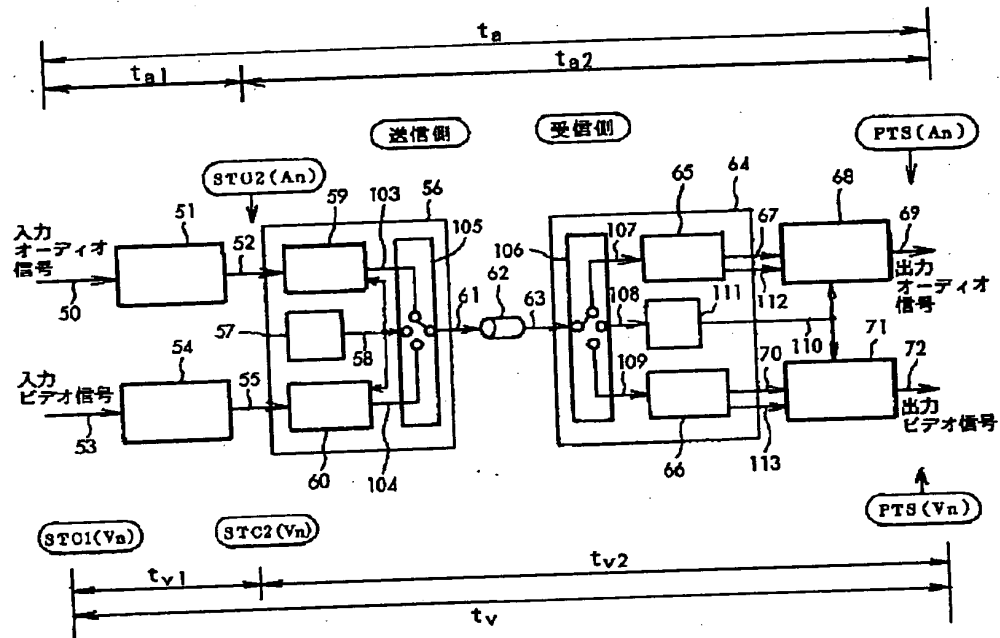 ta
ta1
ta2
送信側
受信側
PTS(An)
STC2(An)
入力
オーディオ
信号
50
51
52
59
103
56
105
57
58
61
62
63
106
107
65
64
67
112
68
69
出力
オーディオ
信号
108
111
110
入力
ビデオ信号
53
54
55
60
104
109
66
70
113
71
72
出力
ビデオ信号
STC1(Vn)
STC2(Vn)
PTS(Vn)
tv1
tv2
tv